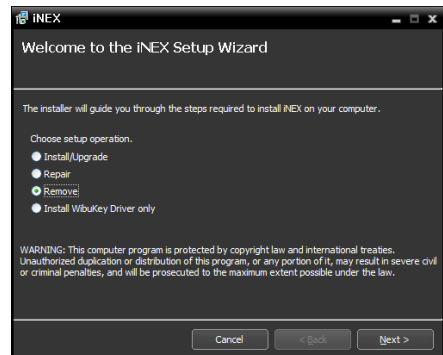 iNEX
Welcome to the iNEX Setup Wizard
The installer will guide you through the steps required to install iNEX on your computer.
Choose setup operation.
Install/Upgrade
Repair
Remove
Install WibuKey Driver only
WARNING: This computer program is protected by copyright law and international treaties.
Unauthorized duplication or distribution of this program, or any portion of it, may result in severe civil
or criminal penalties, and will be prosecuted to the maximum extent possible under the law.
Cancel < Back Next >